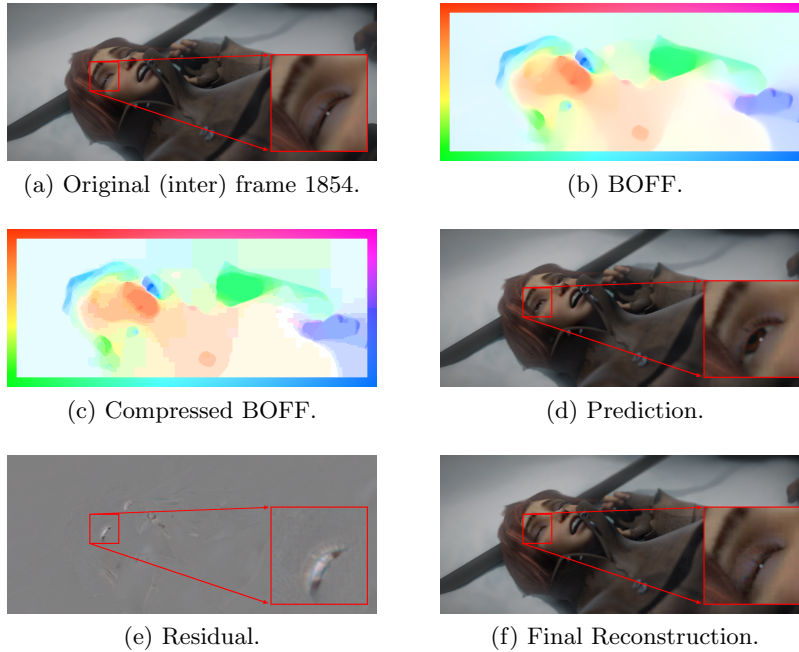 (a) Original (inter) frame 1854.
(b) BOFF.
(c) Compressed BOFF.
(d) Prediction.
(e) Residual.
(f) Final Reconstruction.